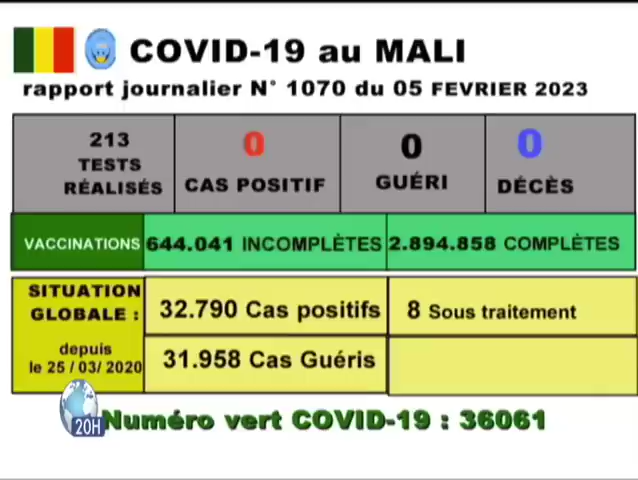 COVID-19 au MALI
rapport journalier N° 1070 du 05 FEVRIER 2023
213
TESTS
RÉALISÉS
0
CAS POSITIF
0
GUÉRI
0
DÉCÈS
VACCINATIONS
644.041 INCOMPLÈTES
2.894.858 COMPLÈTES
SITUATION
GLOBALE :
depuis
le 25 / 03/ 2020
32.790 Cas positifs
8 Sous traitement
31.958 Cas Guéris
20H
Numéro vert COVID-19 : 36061